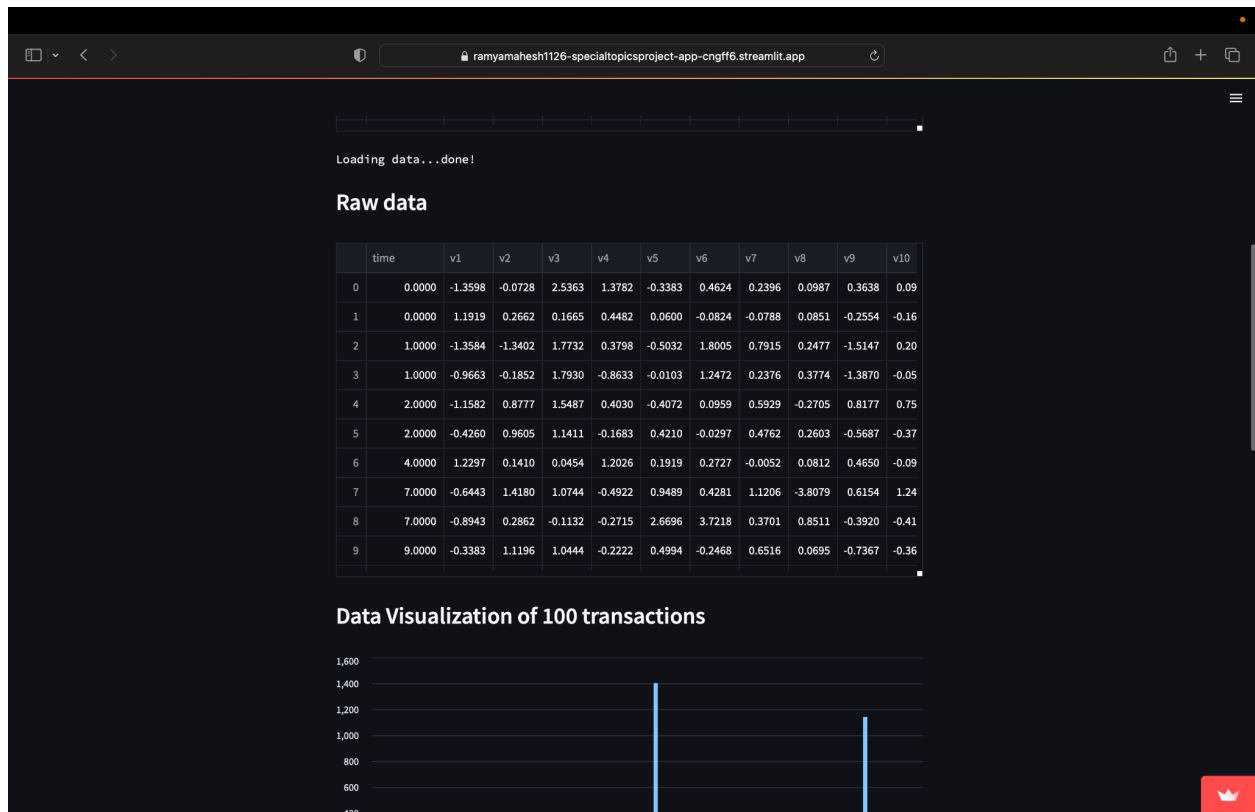 ramyamahesh1126-specialtopicsproject-app-cngff6.streamlit.app
Loading data...done!
Raw data
time v1 v2 v3 v4 v5 v6 v7 v8 v9 v10
0 0.0000 -1.3598 -0.0728 2.5363 1.3782 -0.3383 0.4624 0.2396 0.0987 0.3638 0.09
1 0.0000 1.1919 0.2662 0.1665 0.4482 0.0600 -0.0824 -0.0788 0.0851 -0.2554 -0.16
2 1.0000 -1.3584 -1.3402 1.7732 0.3798 -0.5032 1.8005 0.7915 0.2477 -1.5147 0.20
3 1.0000 -0.9663 -0.1852 1.7930 -0.8633 -0.0103 1.2472 0.2376 0.3774 -1.3870 -0.05
4 2.0000 -1.1582 0.8777 1.5487 0.4030 -0.4072 0.0959 0.5929 -0.2705 0.8177 0.75
5 2.0000 -0.4260 0.9605 1.1411 -0.1683 0.4210 -0.0297 0.4762 0.2603 -0.5687 -0.37
6 4.0000 1.2297 0.1410 0.0454 1.2026 0.1919 0.2727 -0.0052 0.0812 0.4650 -0.09
7 7.0000 -0.6443 1.4180 1.0744 -0.4922 0.9489 0.4281 1.1206 -3.8079 0.6154 1.24
8 7.0000 -0.8943 0.2862 -0.1132 -0.2715 2.6696 3.7218 0.3701 0.8511 -0.3920 -0.41
9 9.0000 -0.3383 1.1196 1.0444 -0.2222 0.4994 -0.2468 0.6516 0.0695 -0.7367 -0.36
Data Visualization of 100 transactions
1,600
1,400
1,200
1,000
800
600